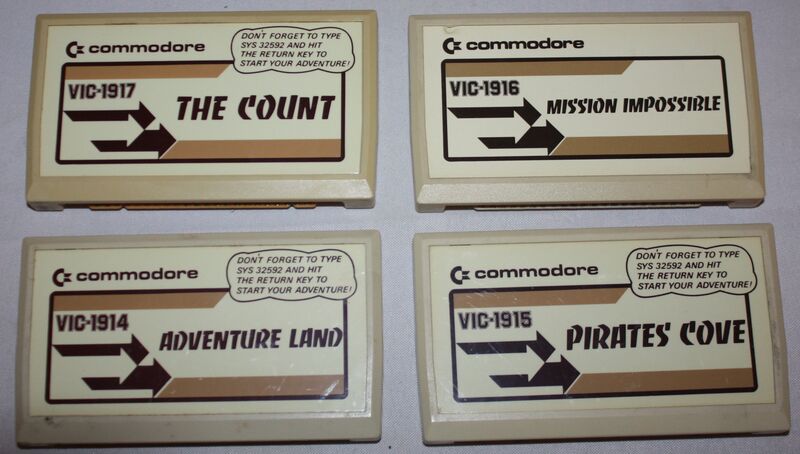 commodore
DON'T FORGET TO TYPE
SYS 32592 AND HIT
THE RETURN KEY TO
START YOUR ADVENTURE!
VIC-1917
THE COUNT
commodore
VIC-1916
MISSION IMPOSSIBLE
commodore
DON'T FORGET TO TYPE
SYS 32592 AND HIT
THE RETURN KEY TO
START YOUR ADVENTURE!
VIC-1914
ADVENTURE LAND
commodore
DON'T FORGET TO TYPE
SYS 32592 AND HIT
THE RETURN KEY TO
START YOUR ADVENTURE!
VIC-1915
PIRATES COVE